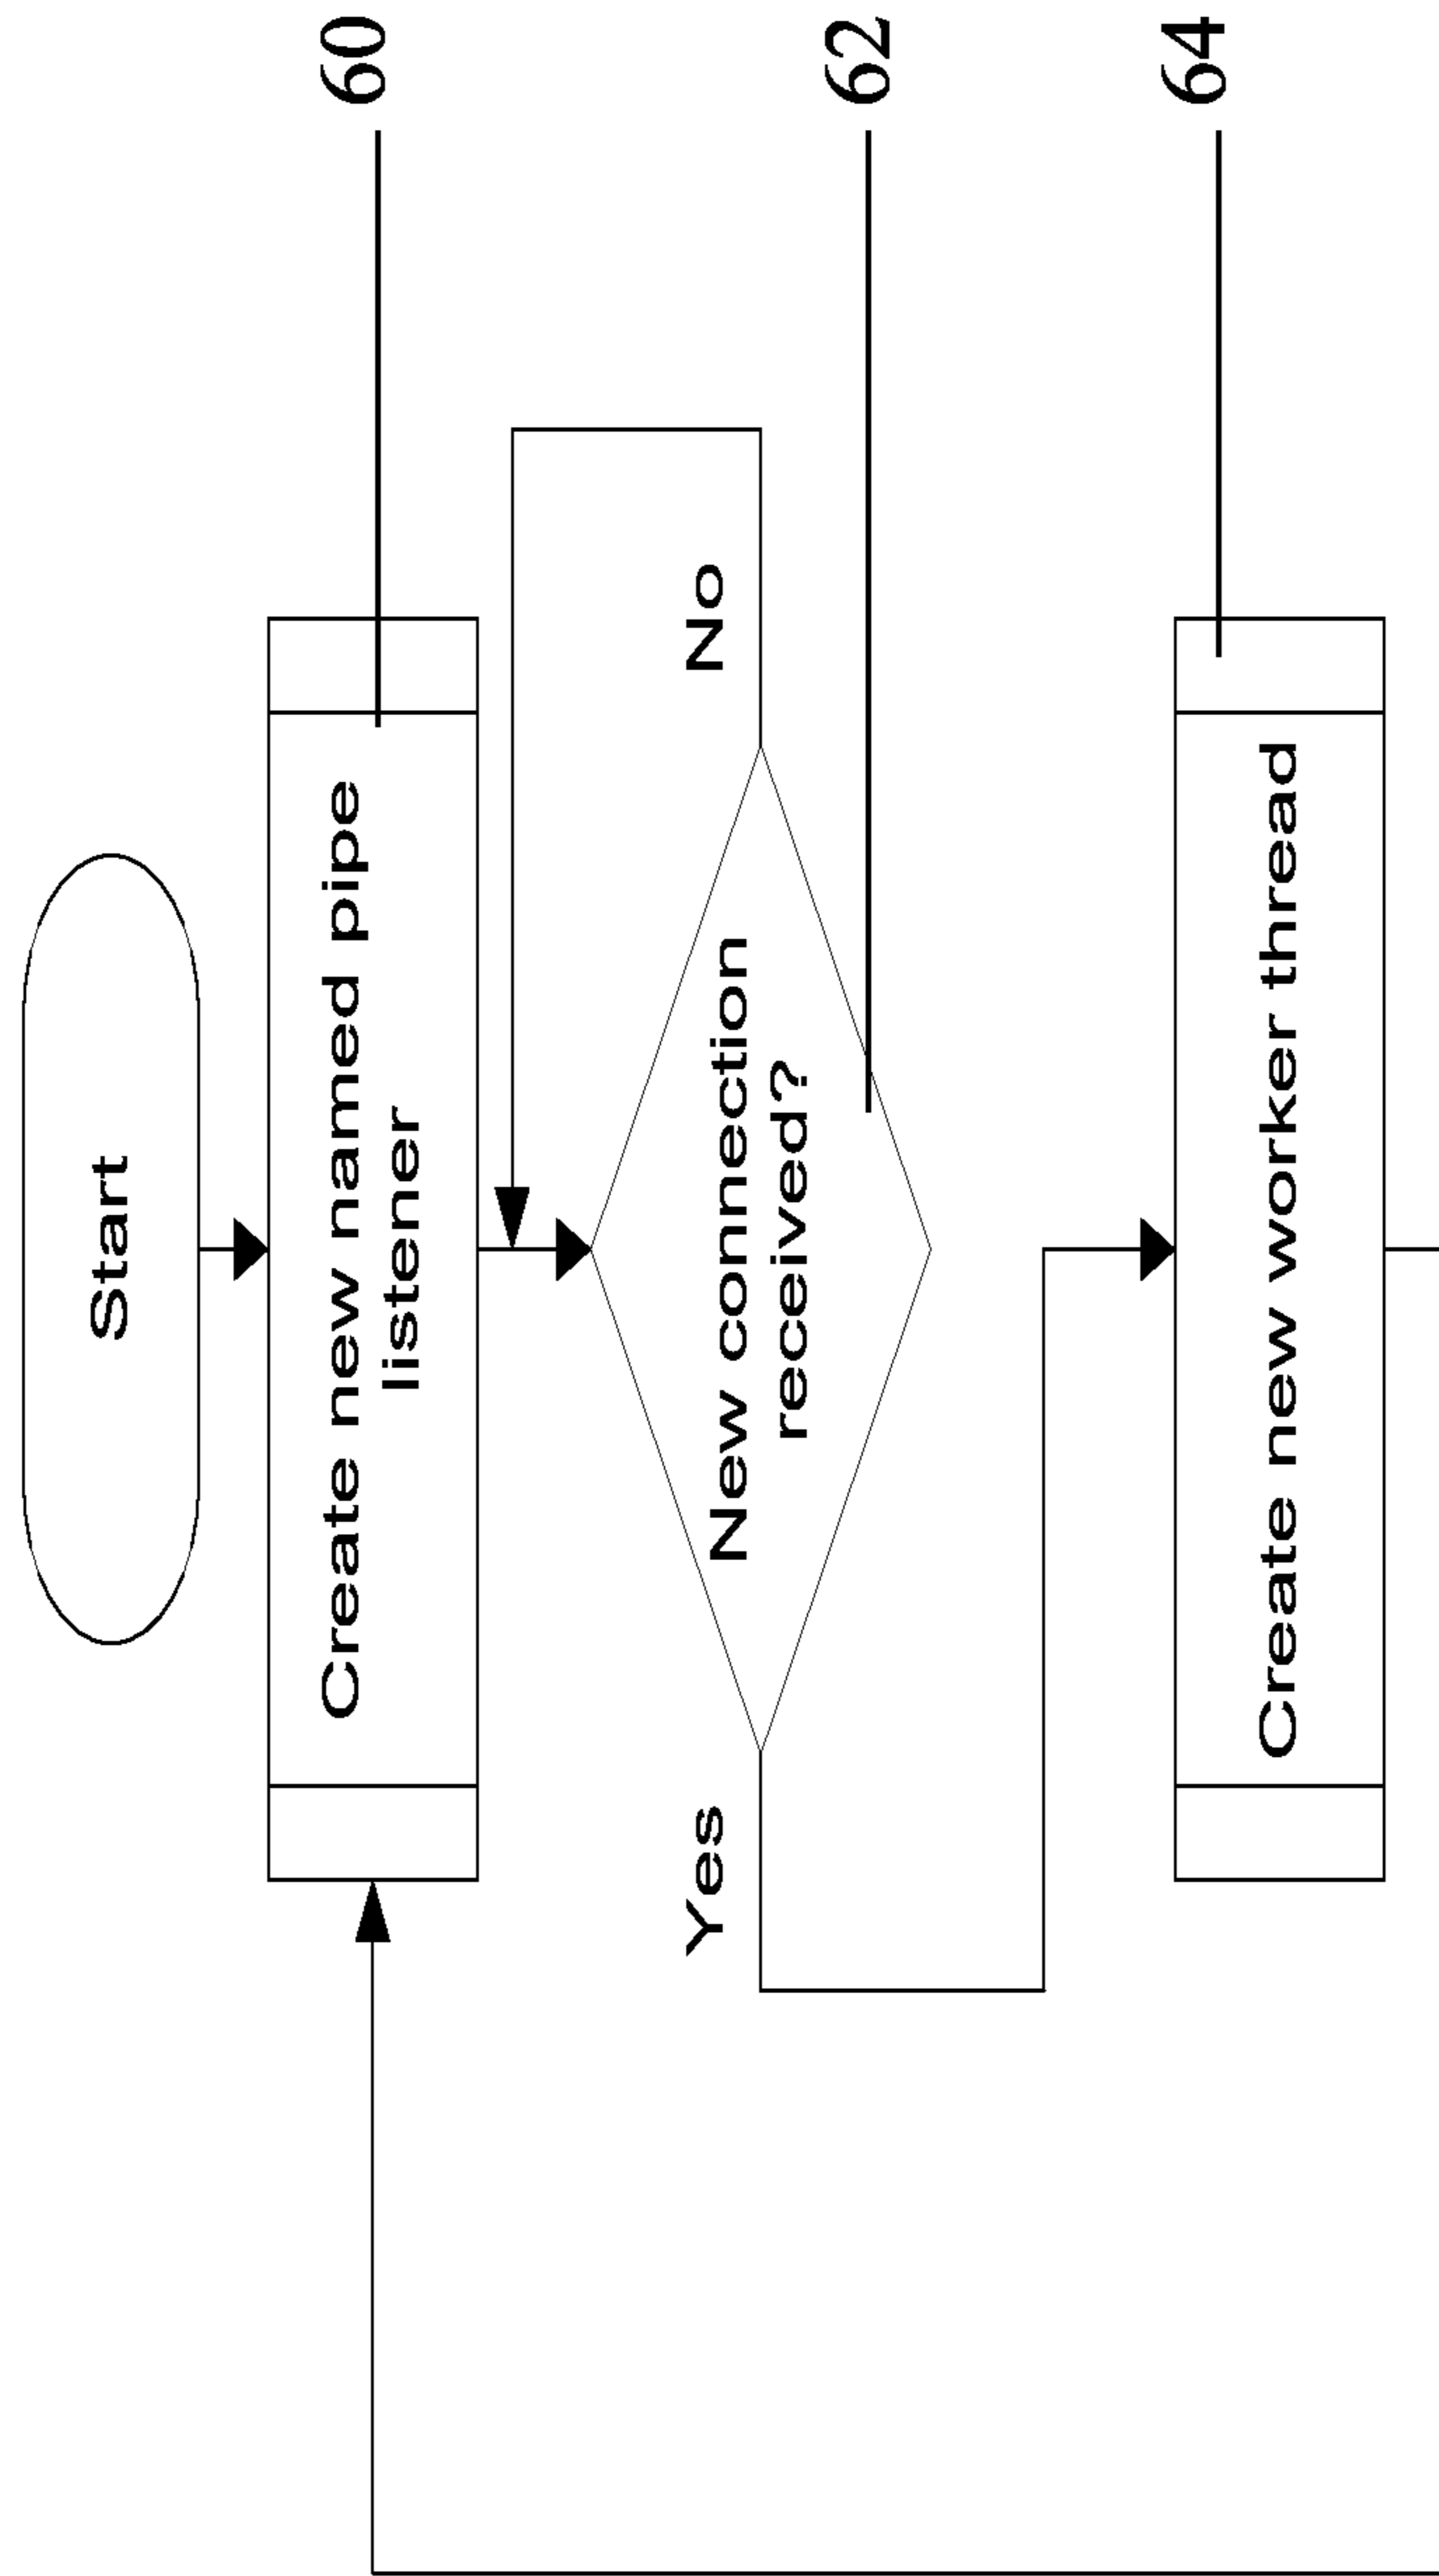 Start
Create new named pipe
listener
60
No
New connection
received?
62
Yes
Create new worker thread
64